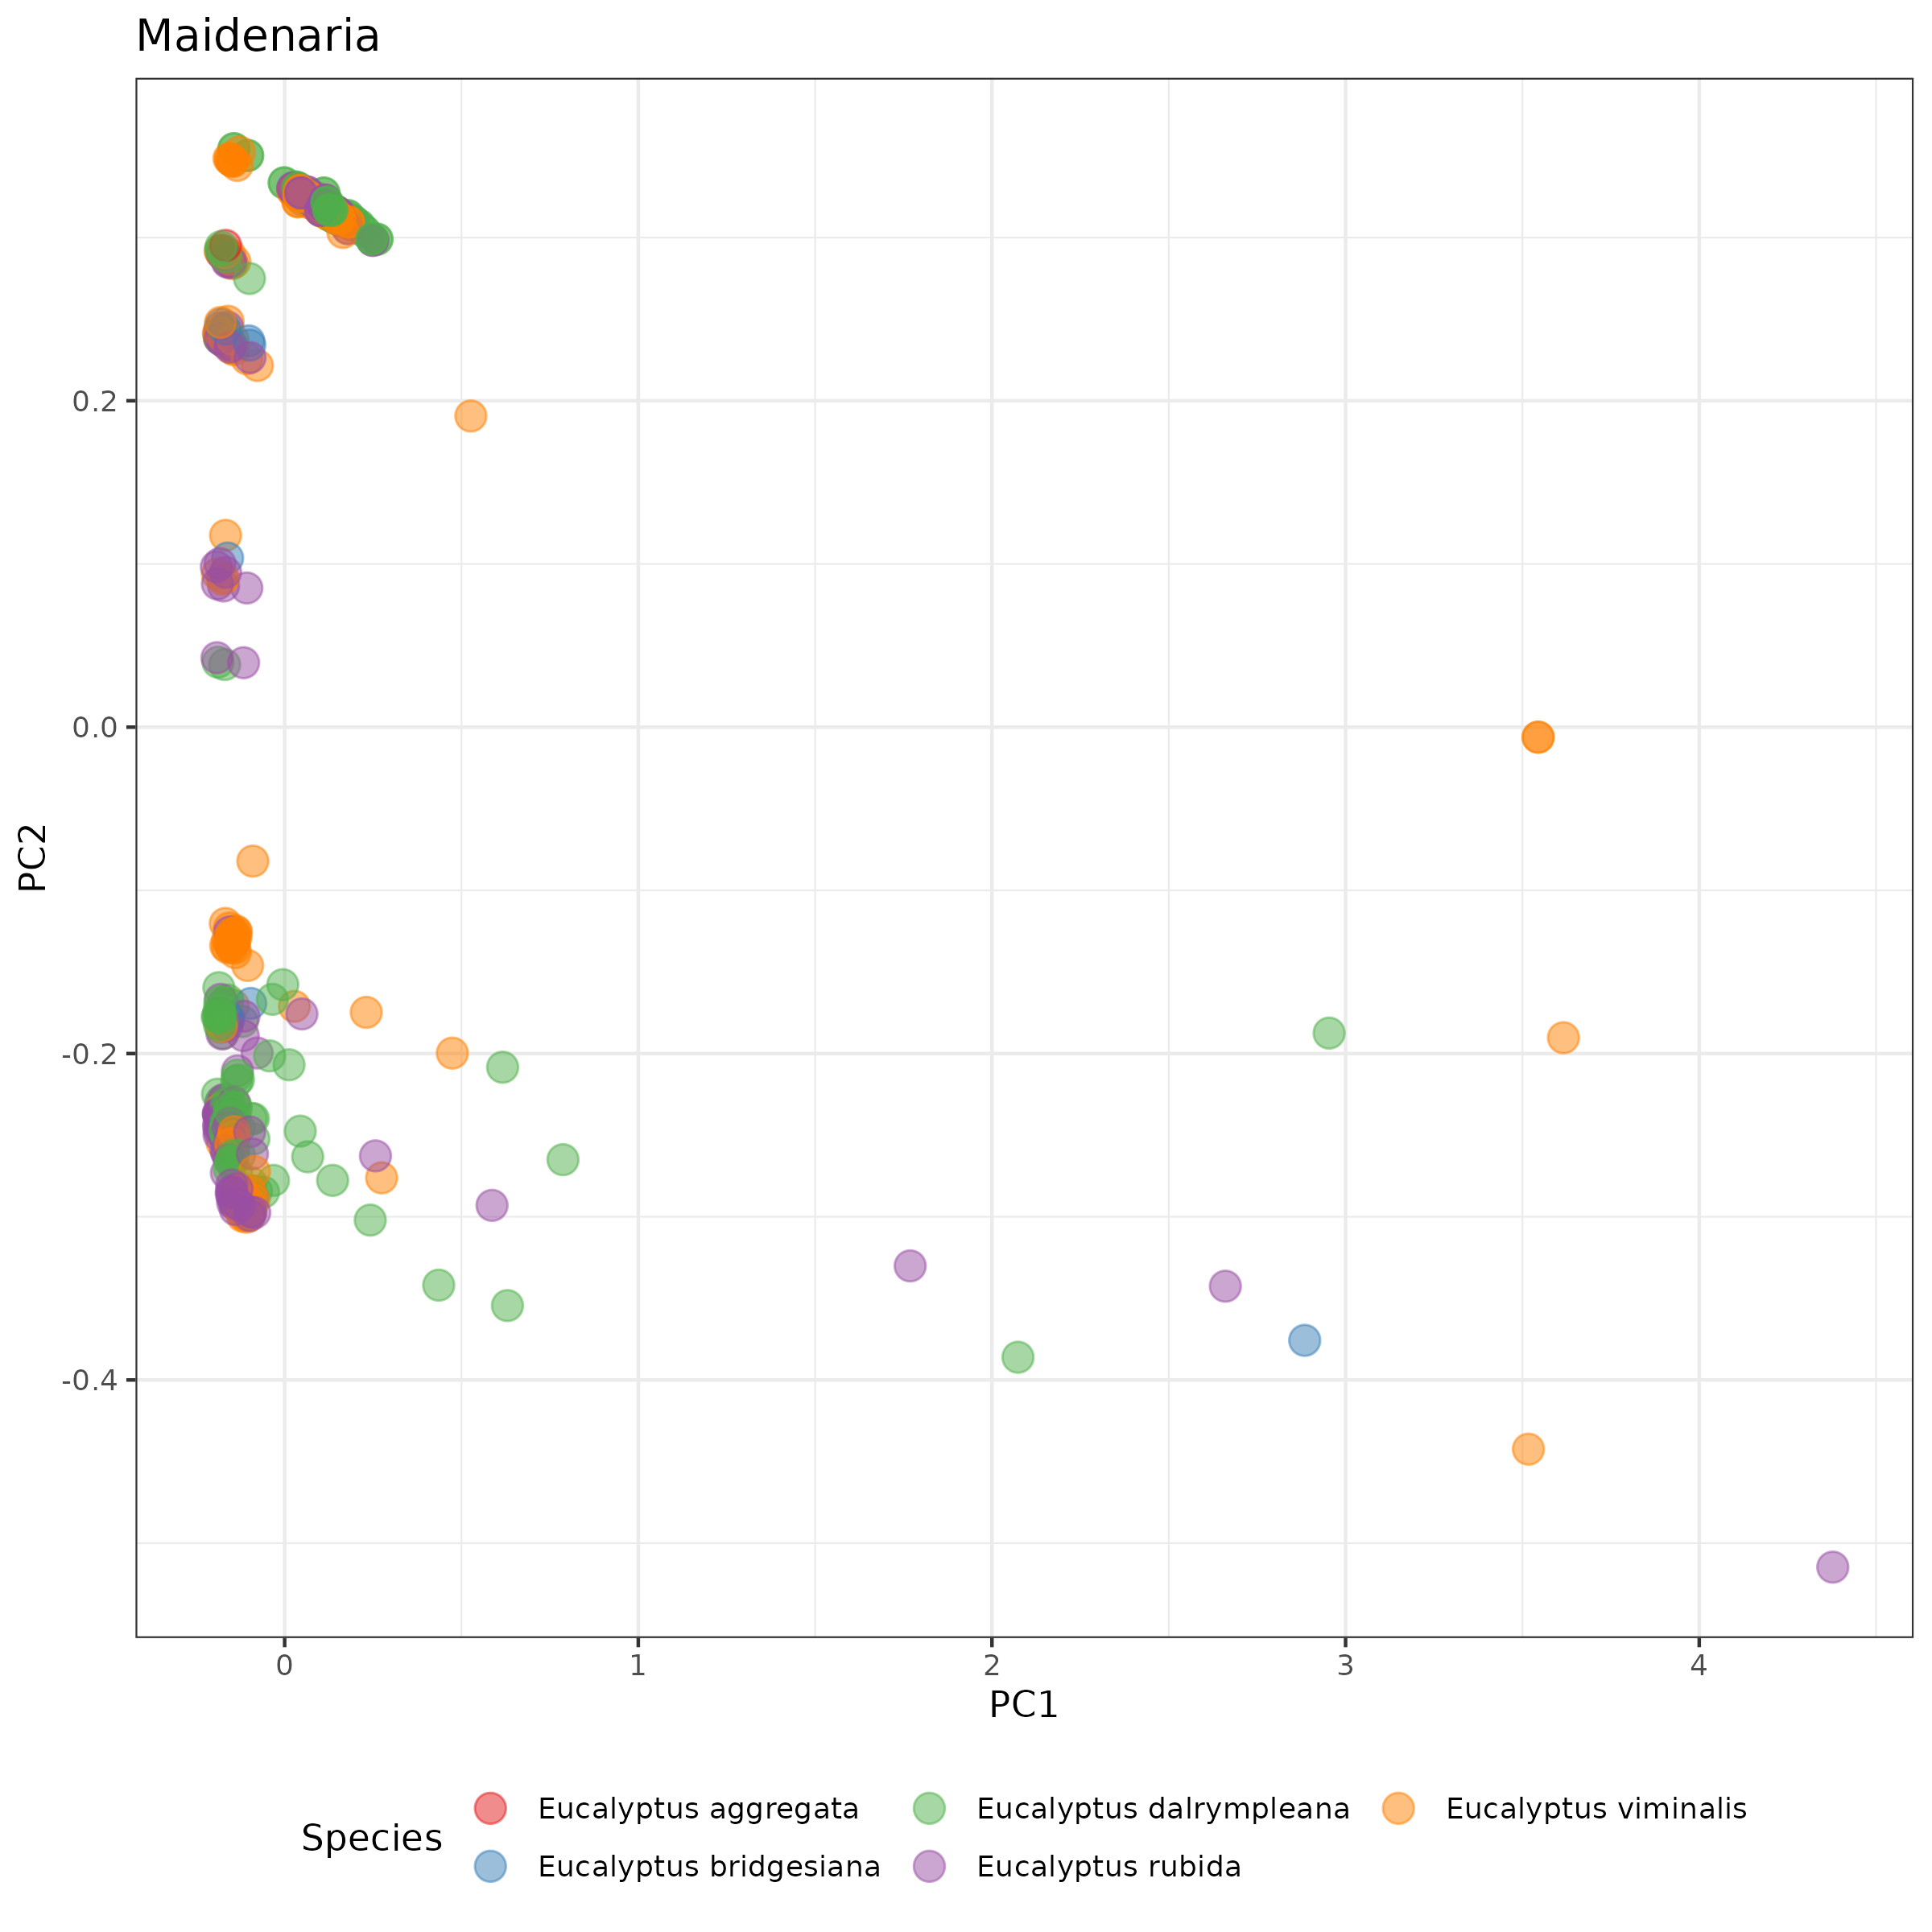 Maidenaria
PC2
0.2
0.0
-0.2
-0.4
0 1 2 3 4
PC1
Species
Eucalyptus aggregata
Eucalyptus bridgesiana
Eucalyptus dalrympleana
Eucalyptus rubida
Eucalyptus viminalis